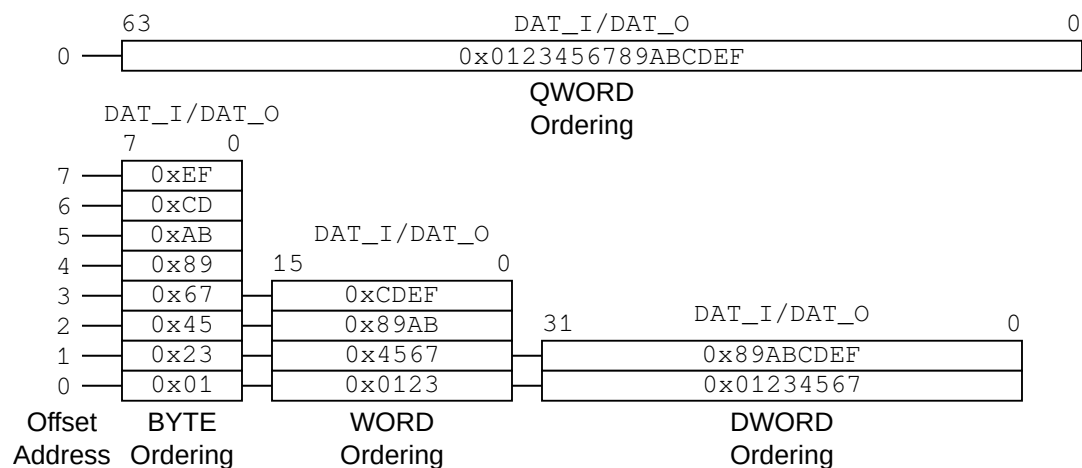 63 DAT_I/DAT_O 0
0 0x0123456789ABCDEF
QWORD
Ordering
DAT_I/DAT_O
7 0
7 0xEF
6 0xCD
5 0xAB DAT_I/DAT_O
4 0x89 15 0
3 0x67 0xCDEF
2 0x45 0x89AB 31 DAT_I/DAT_O 0
1 0x23 0x4567 0x89ABCDEF
0 0x01 0x0123 0x01234567
Offset BYTE WORD DWORD
Address Ordering Ordering Ordering